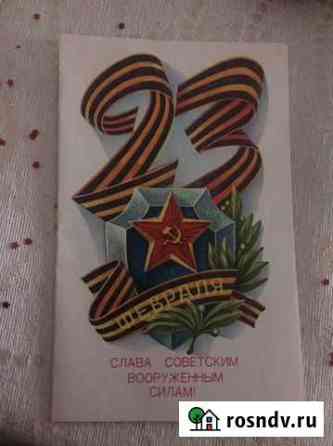 23
ФЕВРАЛЯ
СЛАВА СОВЕТСКИМ
ВООРУЖЕННЫМ
СИЛАМ!
rosndv.ru